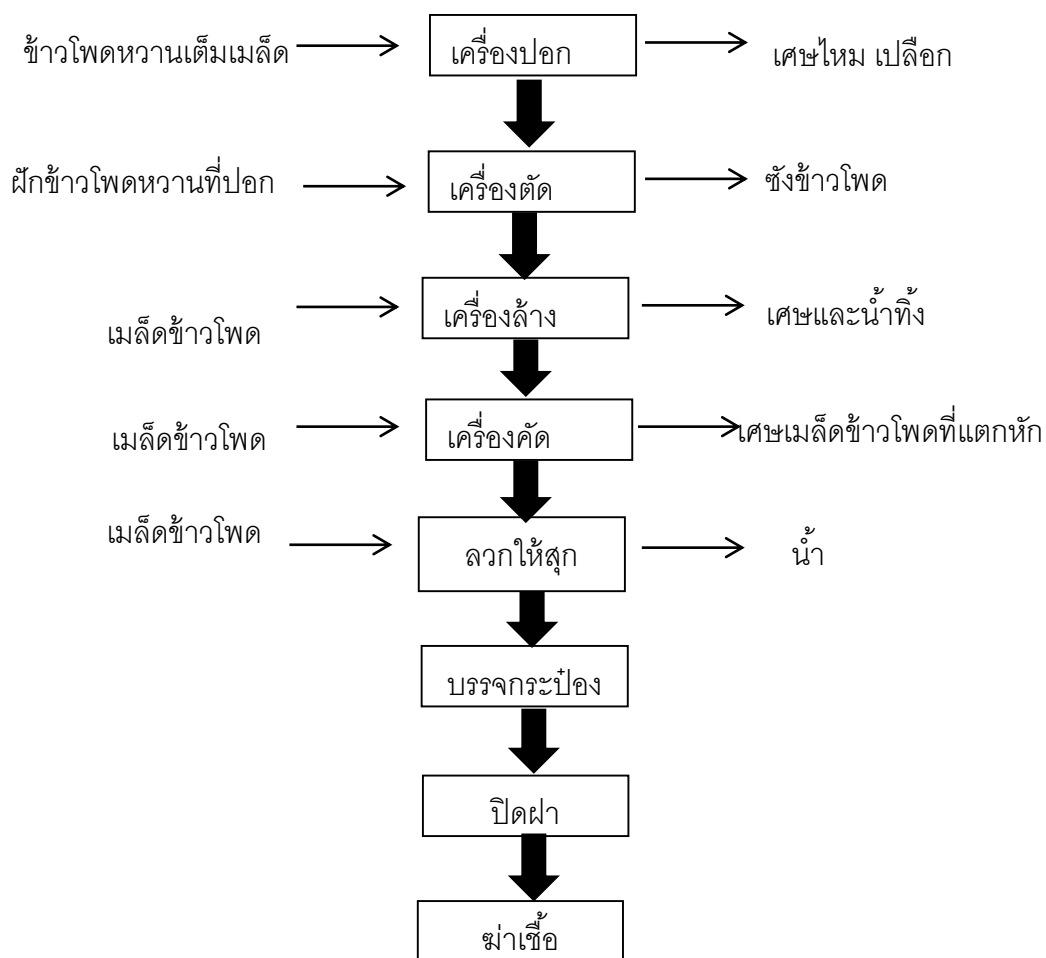 ข้าวโพดหวานเต็มเมล็ด เครื่องปอก เศษไหม เปลือก
ฝักข้าวโพดหวานที่ปอก เครื่องตัด ซังข้าวโพด
เมล็ดข้าวโพด เครื่องล้าง เศษและน้ำทิ้ง
เมล็ดข้าวโพด เครื่องคัด เศษเมล็ดข้าวโพดที่แตกหัก
เมล็ดข้าวโพด ลวกให้สุก น้ำ
บรรจกระป๋อง
ปิดฝา
ฆ่าเชื้อ